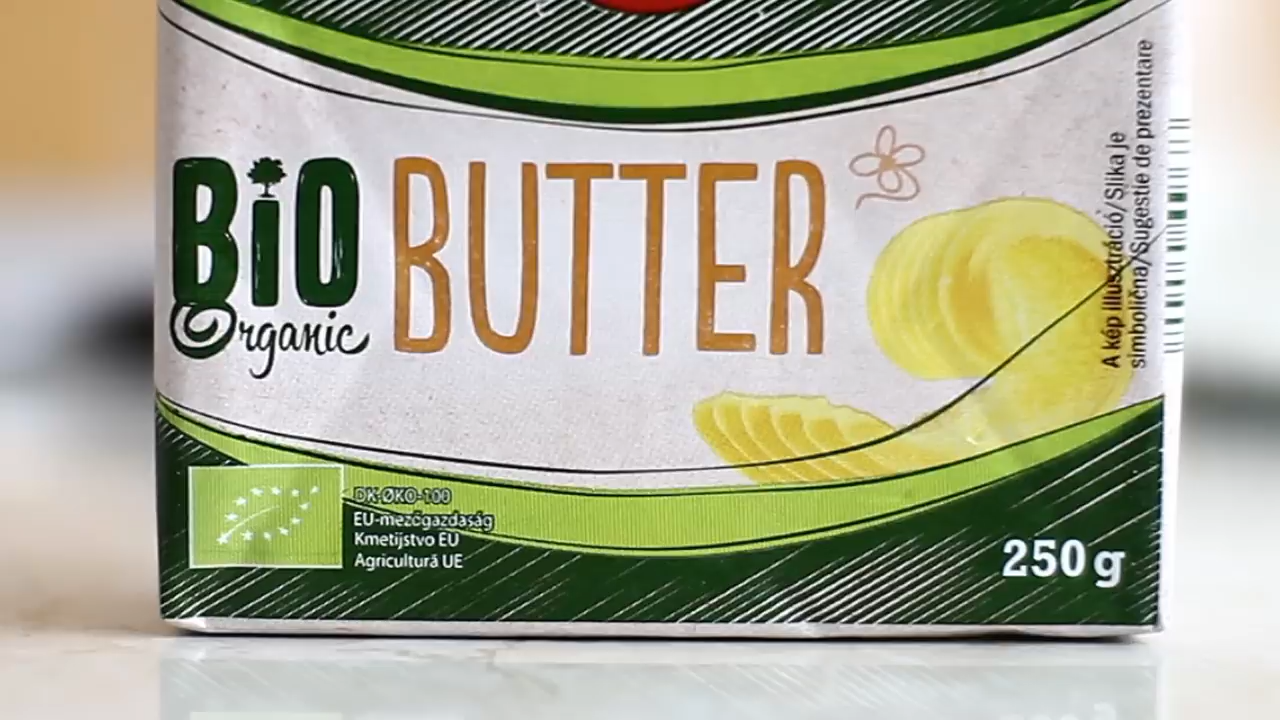 BiO
Organic
BUTTER
A kép illusztráció/Slika je
simbolična/Sugestie de prezentare
DK-ØKO-100
EU-mezőgazdaság
Kmetijstvo EU
Agricultură UE
250 g